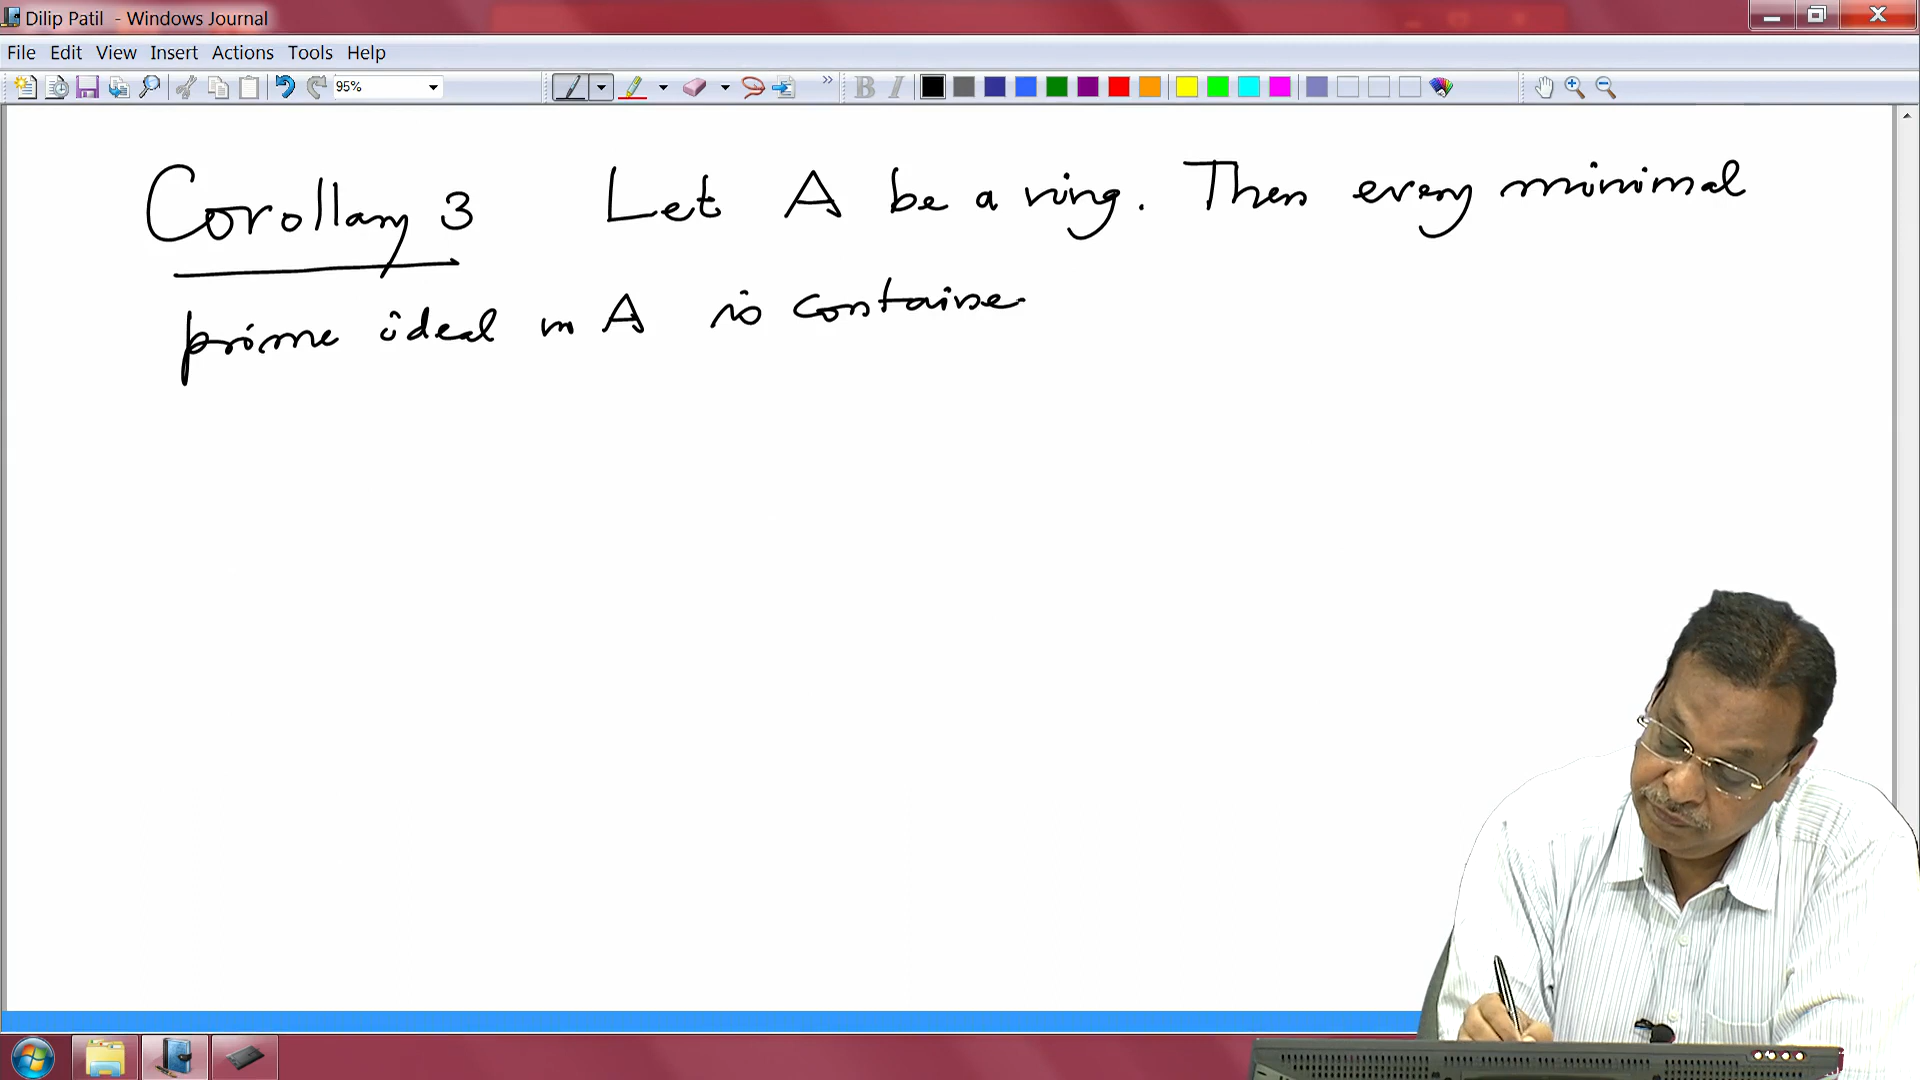 Dilip Patil - Windows Journal
File Edit View Insert Actions Tools Help
95%
B I
Corollary 3 Let A be a ring. Then every minimal
prime ideal in A is containe